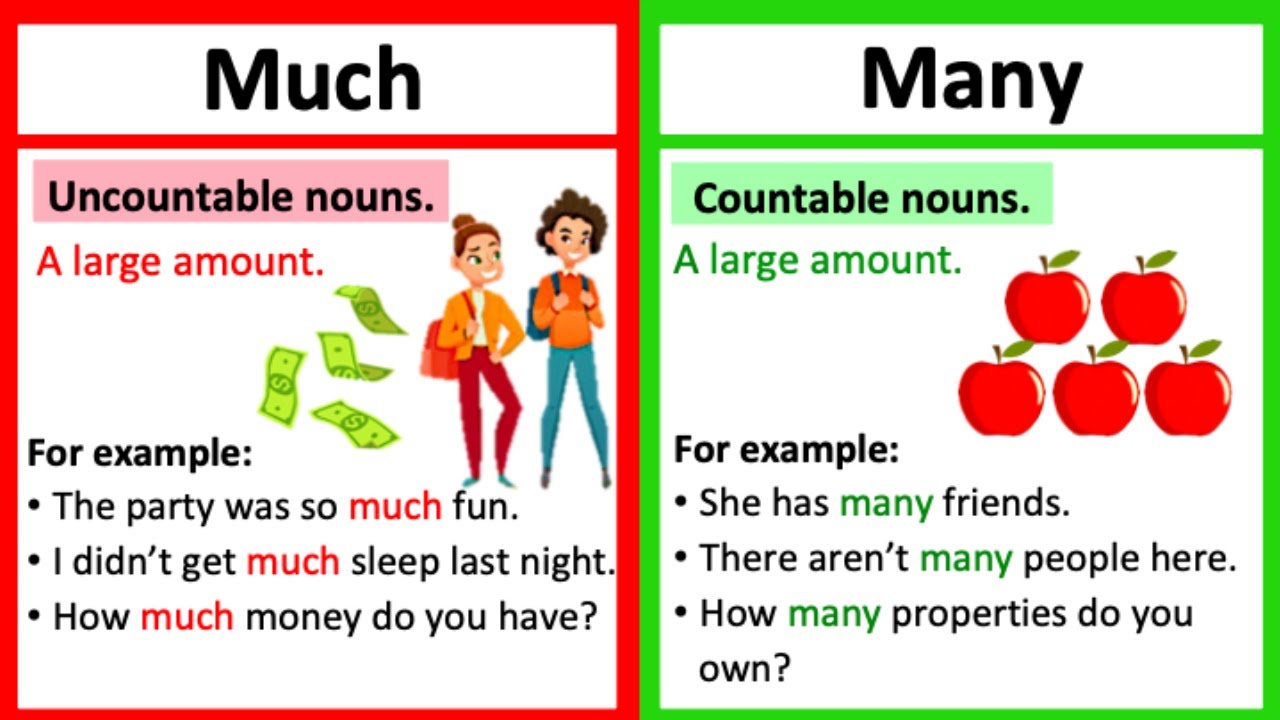 Much
Uncountable nouns.
A large amount.
For example:
• The party was so much fun.
• I didn’t get much sleep last night.
• How much money do you have?
Many
Countable nouns.
A large amount.
For example:
• She has many friends.
• There aren’t many people here.
• How many properties do you
own?